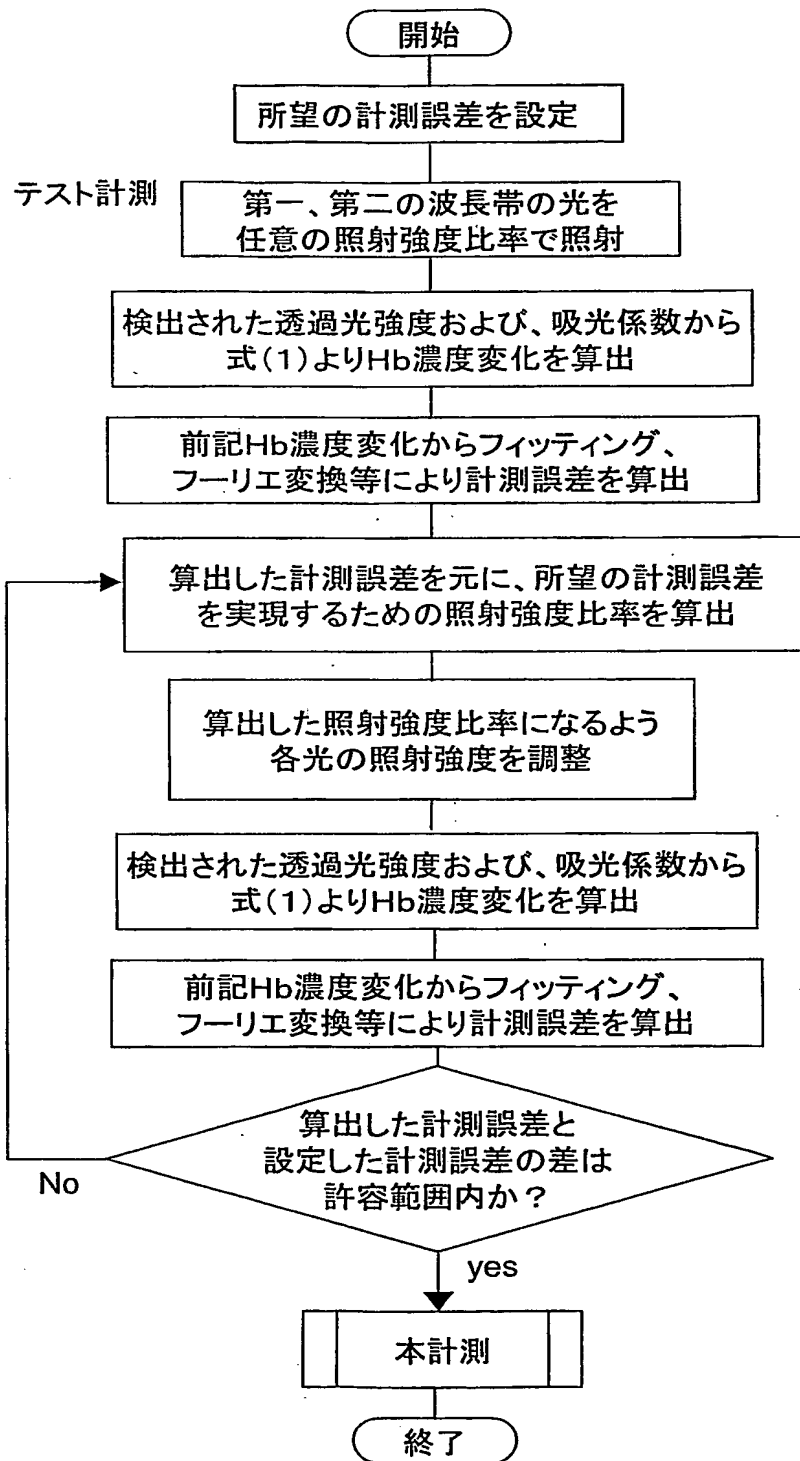 開始
所望の計測誤差を設定
テスト計測
第一、第二の波長帯の光を
任意の照射強度比率で照射
検出された透過光強度および、吸光係数から
式(1)よりHb濃度変化を算出
前記Hb濃度変化からフィッティング、
フーリエ変換等により計測誤差を算出
算出した計測誤差を元に、所望の計測誤差
を実現するための照射強度比率を算出
算出した照射強度比率になるよう
各光の照射強度を調整
検出された透過光強度および、吸光係数から
式(1)よりHb濃度変化を算出
前記Hb濃度変化からフィッティング、
フーリエ変換等により計測誤差を算出
算出した計測誤差と
設定した計測誤差の差は
許容範囲内か？
No
yes
本計測
終了